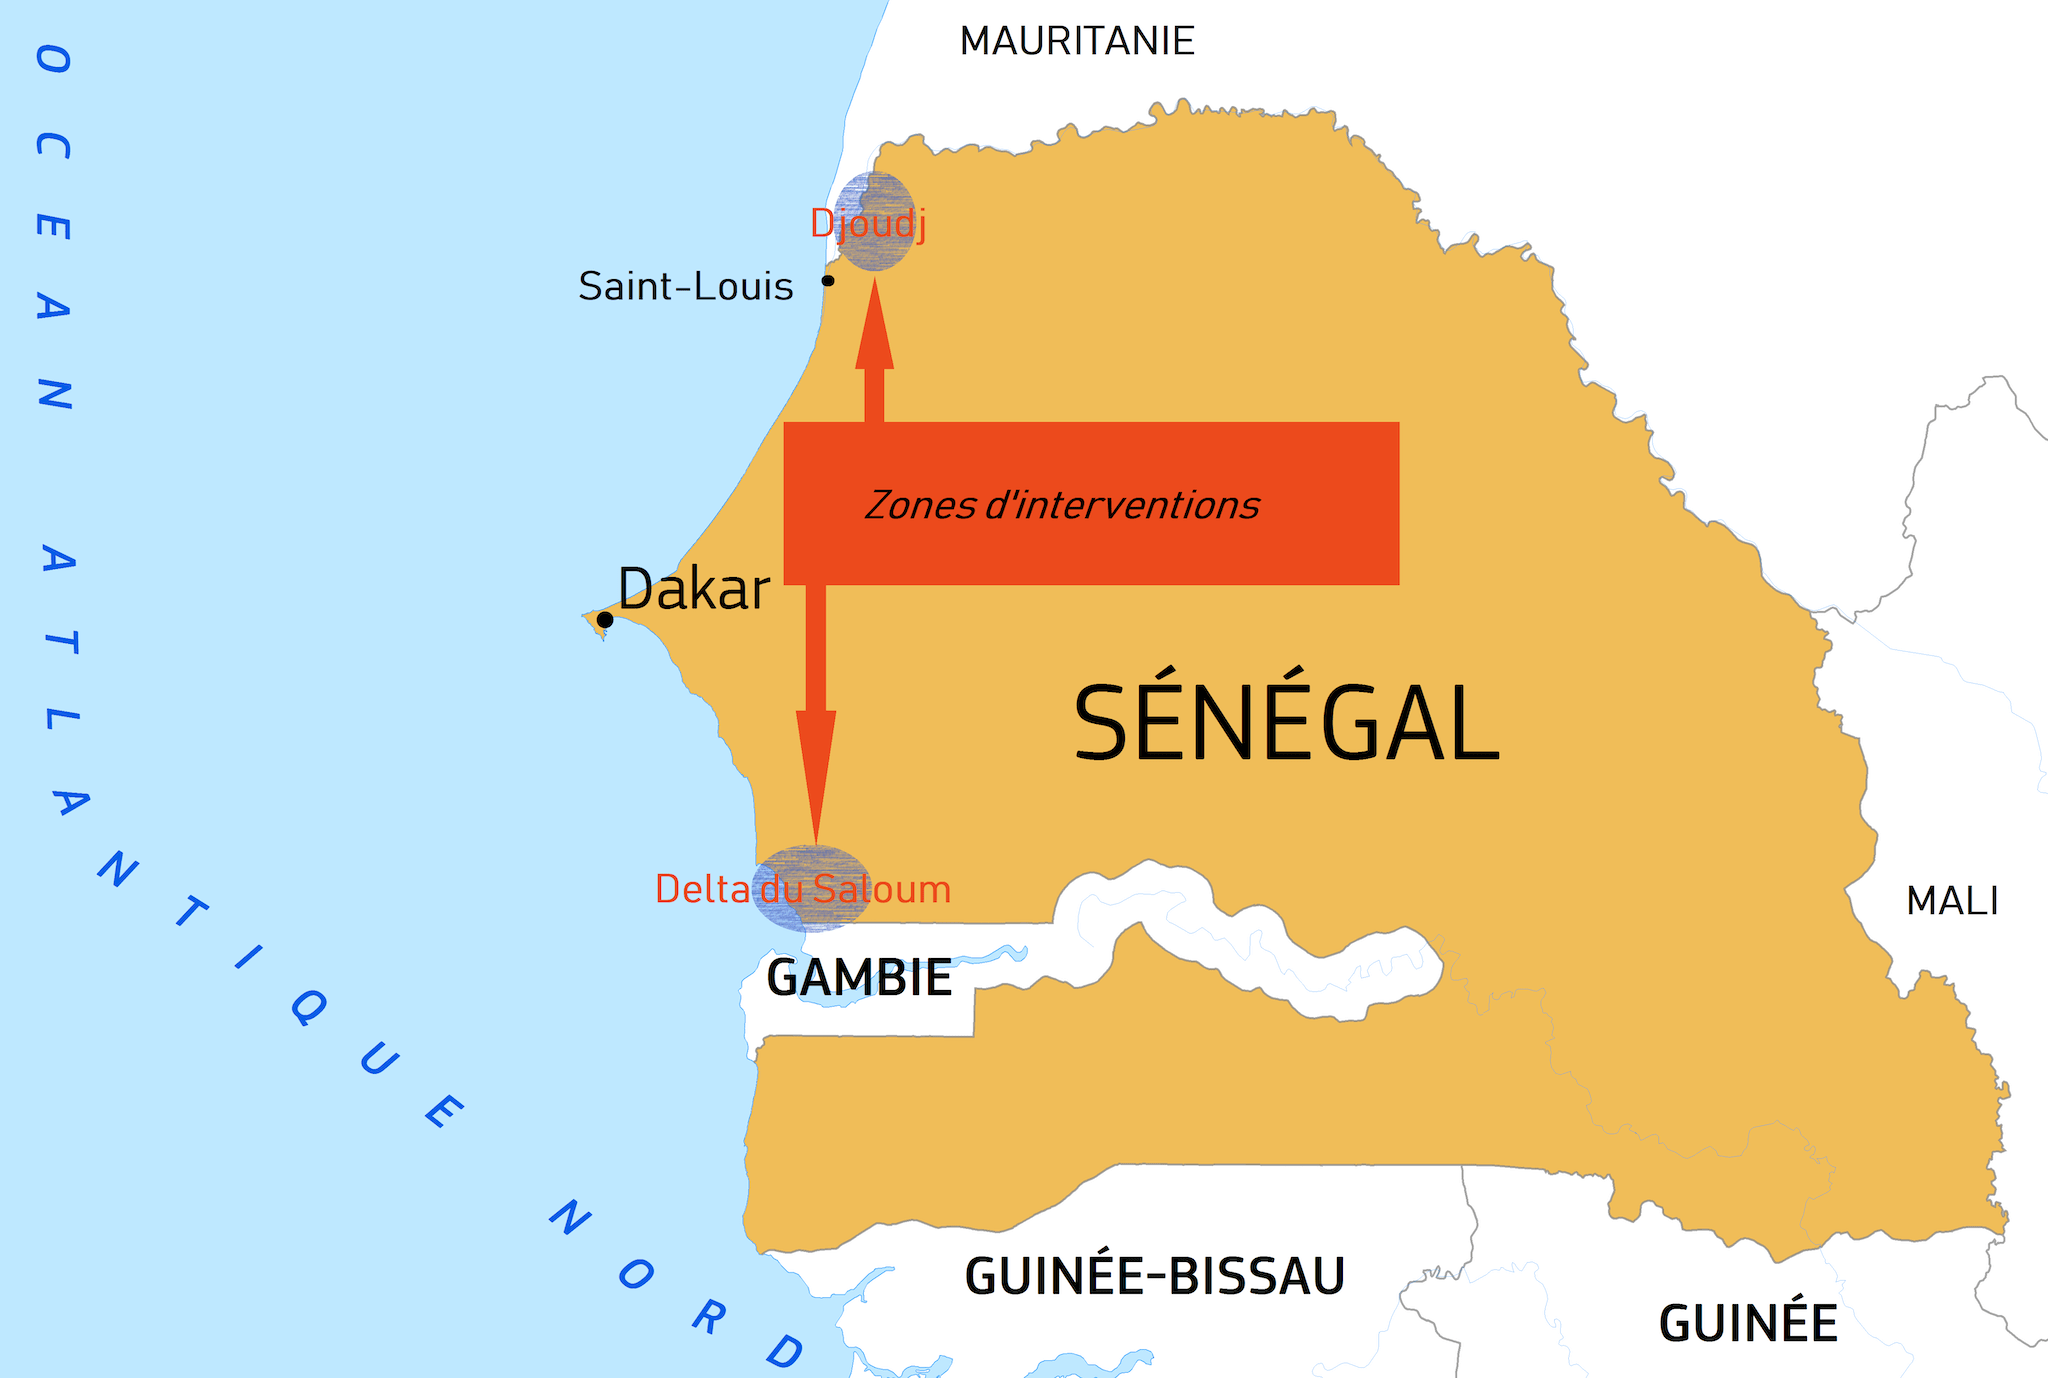 MAURITANIE
Djoudj
Saint-Louis
Zones d'interventions
Dakar
SÉNÉGAL
Delta du Saloum
MALI
GAMBIE
GUINÉE-BISSAU
GUINÉE
OCEAN ATLANTIQUE NORD